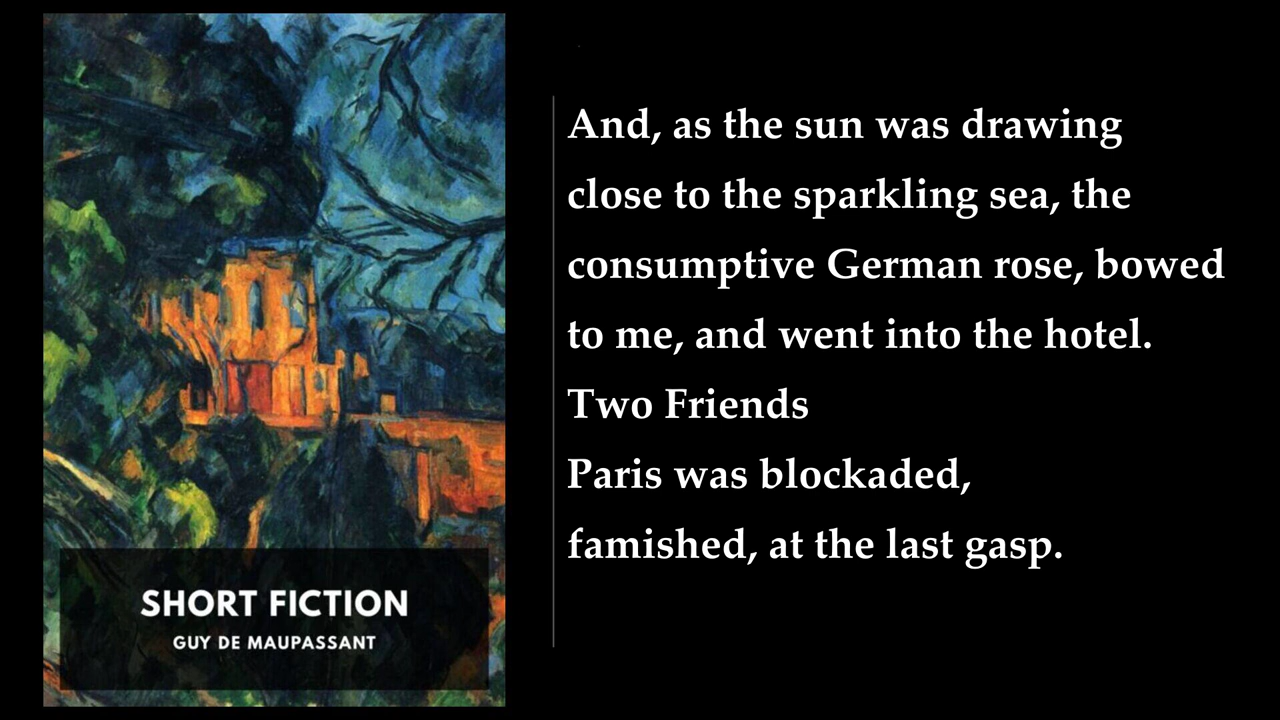 SHORT FICTION
GUY DE MAUPASSANT
And, as the sun was drawing
close to the sparkling sea, the
consumptive German rose, bowed
to me, and went into the hotel.
Two Friends
Paris was blockaded,
famished, at the last gasp.